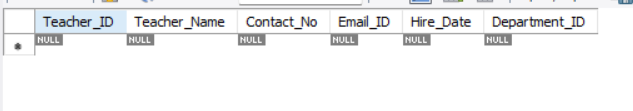 Teacher_ID Teacher_Name Contact_No Email_ID Hire_Date Department_ID
NULL NULL NULL NULL NULL NULL